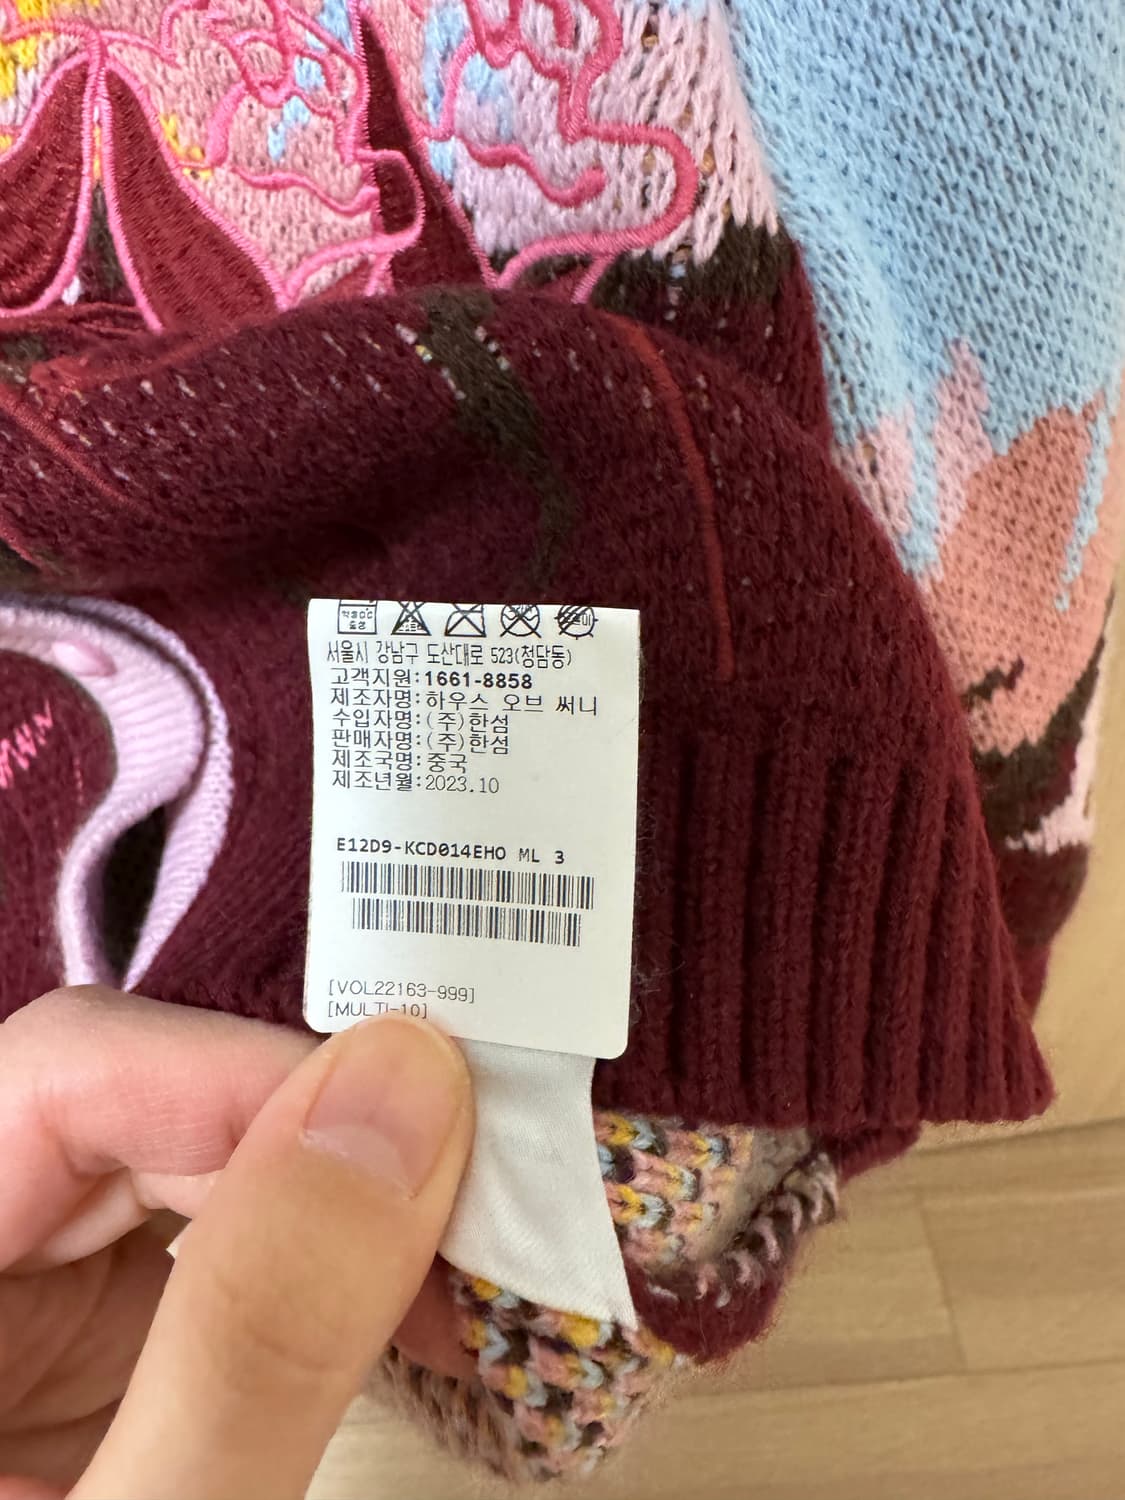 서울시 강남구 도산대로 523(청담동)
고객지원:1661-8858
제조자명:하우스 오브 써니
수입자명:(주)한섬
판매자명:(주)한섬
제조국명:중국
제조년월:2023.10
E12D9-KCD014EHO ML 3
[VOL22163-999]
[MULTI-10]